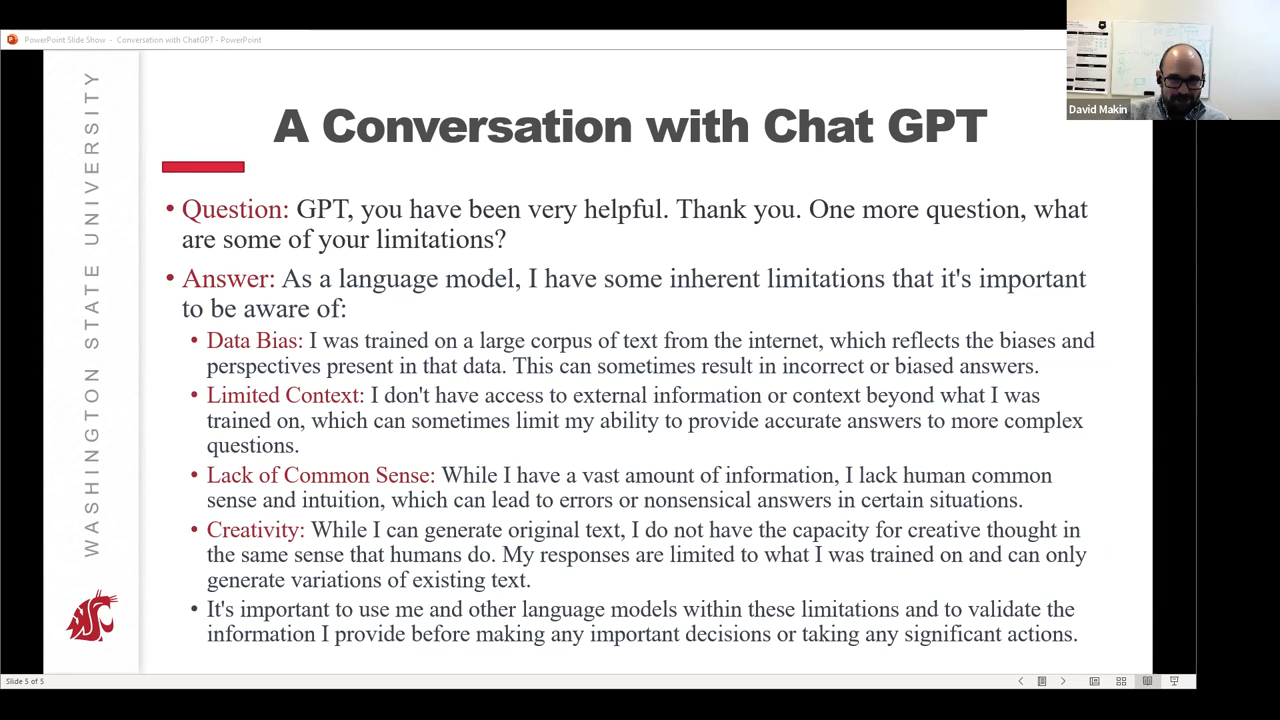 PowerPoint Slide Show - Conversation with ChatGPT - PowerPoint
David Makin
WASHINGTON STATE UNIVERSITY
A Conversation with Chat GPT
• Question: GPT, you have been very helpful. Thank you. One more question, what
are some of your limitations?
• Answer: As a language model, I have some inherent limitations that it's important
to be aware of:
• Data Bias: I was trained on a large corpus of text from the internet, which reflects the biases and
perspectives present in that data. This can sometimes result in incorrect or biased answers.
• Limited Context: I don't have access to external information or context beyond what I was
trained on, which can sometimes limit my ability to provide accurate answers to more complex
questions.
• Lack of Common Sense: While I have a vast amount of information, I lack human common
sense and intuition, which can lead to errors or nonsensical answers in certain situations.
• Creativity: While I can generate original text, I do not have the capacity for creative thought in
the same sense that humans do. My responses are limited to what I was trained on and can only
generate variations of existing text.
• It's important to use me and other language models within these limitations and to validate the
information I provide before making any important decisions or taking any significant actions.
WSU
Slide 5 of 5